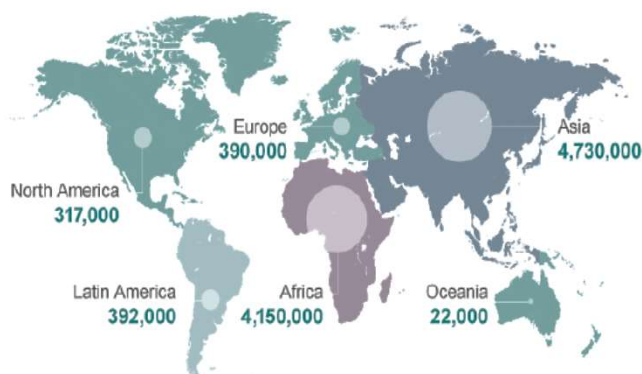 Europe
390,000
Asia
4,730,000
North America
317,000
Latin America
392,000
Africa
4,150,000
Oceania
22,000